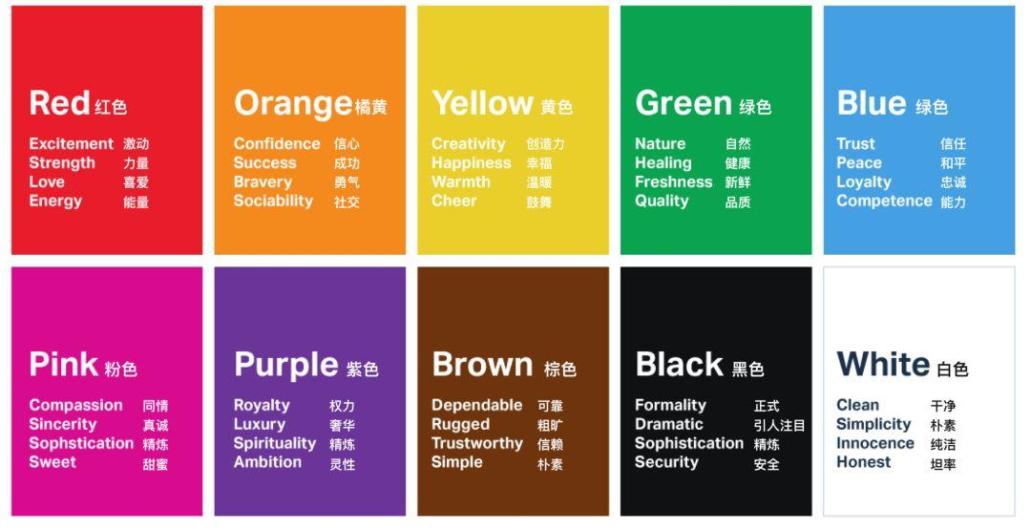 Red 红色
Excitement 激动
Strength 力量
Love 喜爱
Energy 能量
Orange 橘黄
Confidence 信心
Success 成功
Bravery 勇气
Sociability 社交
Yellow 黄色
Creativity 创造力
Happiness 幸福
Warmth 温暖
Cheer 鼓舞
Green 绿色
Nature 自然
Healing 健康
Freshness 新鲜
Quality 品质
Blue 绿色
Trust 信任
Peace 和平
Loyalty 忠诚
Competence 能力
Pink 粉色
Compassion 同情
Sincerity 真诚
Sophstication 精炼
Sweet 甜蜜
Purple 紫色
Royalty 权力
Luxury 奢华
Spirituality 精炼
Ambition 灵性
Brown 棕色
Dependable 可靠
Rugged 粗旷
Trustworthy 信赖
Simple 朴素
Black 黑色
Formality 正式
Dramatic 引人注目
Sophistication 精炼
Security 安全
White 白色
Clean 干净
Simplicity 朴素
Innocence 纯洁
Honest 坦率